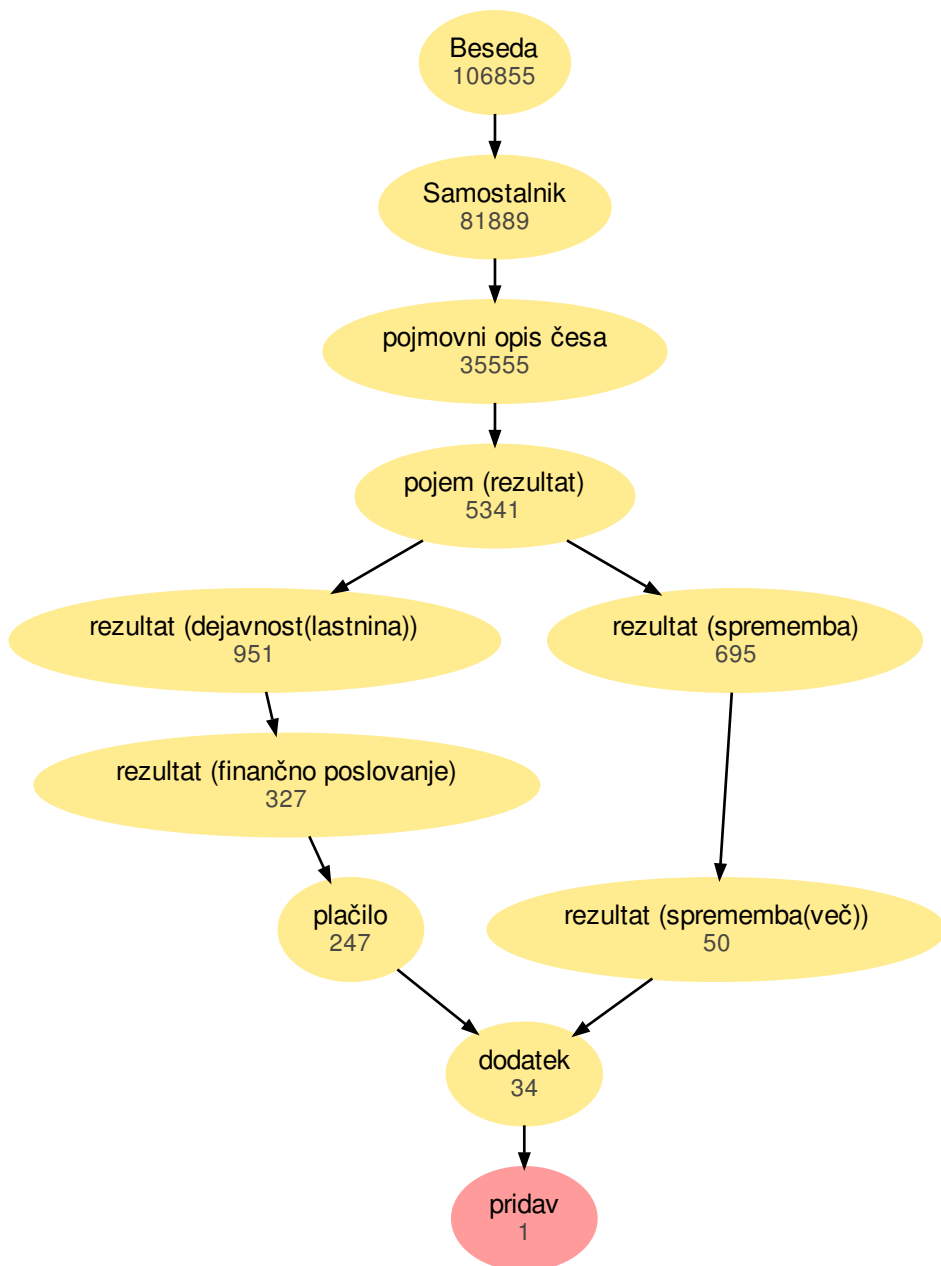 Beseda
106855
Samostalnik
81889
pojmovni opis česa
35555
pojem (rezultat)
5341
rezultat (dejavnost(lastnina))
951
rezultat (sprememba)
695
rezultat (finančno poslovanje)
327
plačilo
247
rezultat (sprememba(več))
50
dodatek
34
pridav
1